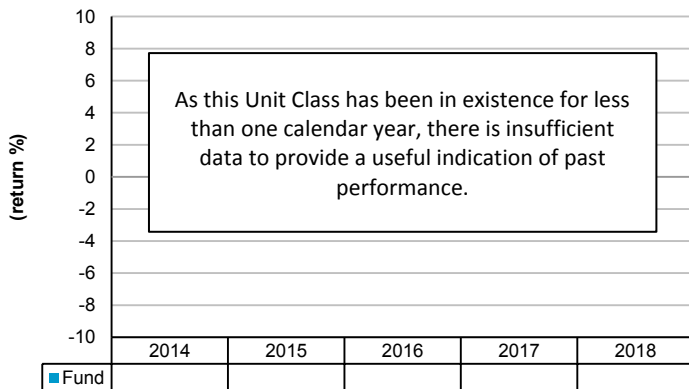 10
8
6
4
2
0
-2
-4
-6
-8
-10
(return %)
As this Unit Class has been in existence for less
than one calendar year, there is insufficient
data to provide a useful indication of past
performance.
2014 2015 2016 2017 2018
Fund